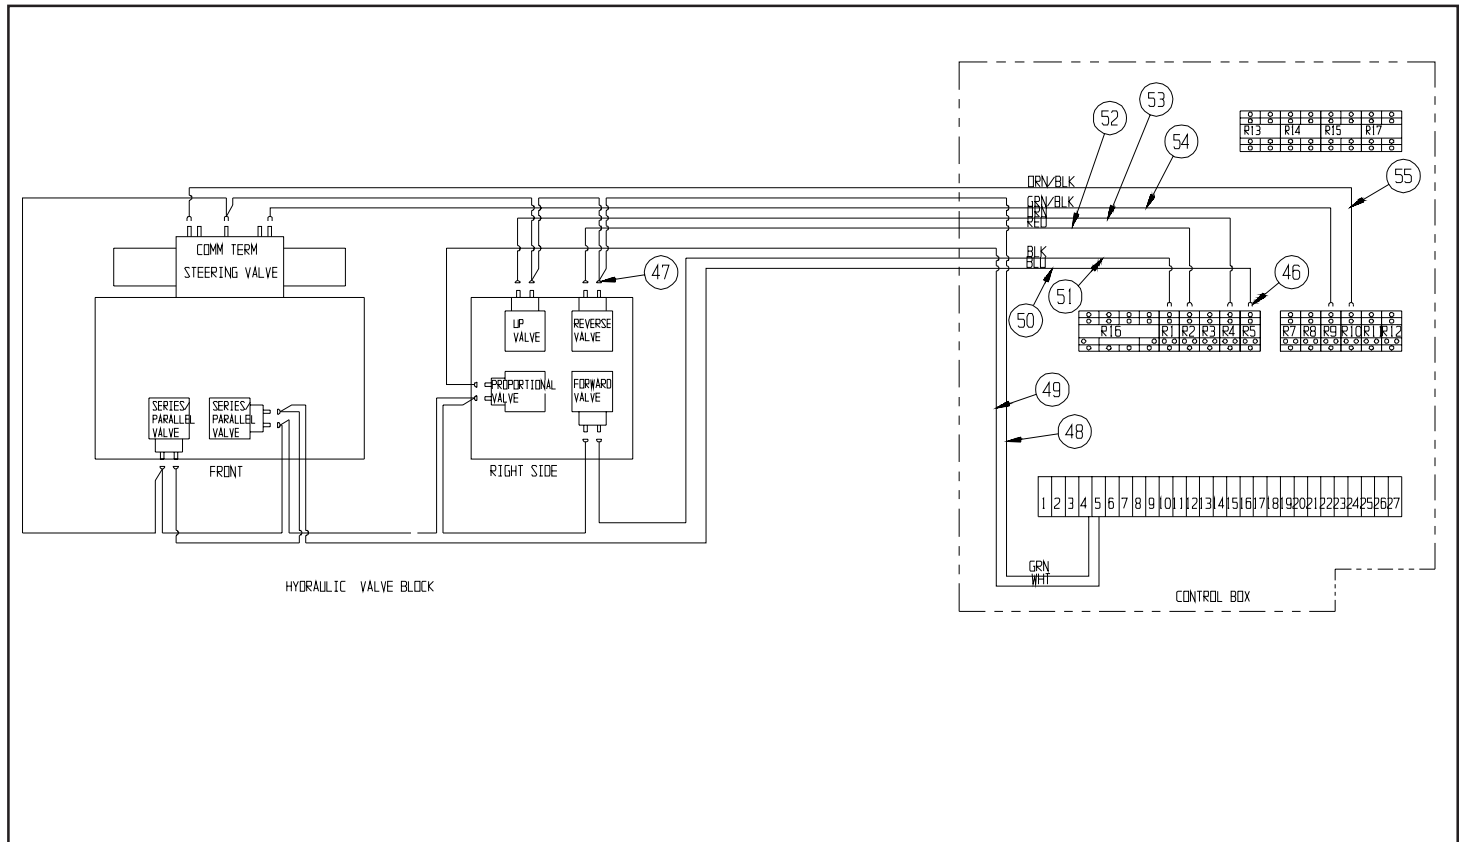 53
52
54
55
R13 R14 R15 R17
ORN/BLK
GRN/BLK
ORN
RED
BLK
BLU
COMM TERM
STEERING VALVE
47
46
51
50
UP
VALVE
REVERSE
VALVE
R16 R1 R2 R3 R4 R5
R7 R8 R9 R10 R11 R12
PROPORTIONAL
VALVE
FORWARD
VALVE
49
48
SERIES/
PARALLEL
VALVE
SERIES/
PARALLEL
VALVE
FRONT
RIGHT SIDE
1 2 3 4 5 6 7 8 9 10 11 12 13 14 15 16 17 18 19 20 21 22 23 24 25 26 27
GRN
WHT
HYDRAULIC VALVE BLOCK
CONTROL BOX